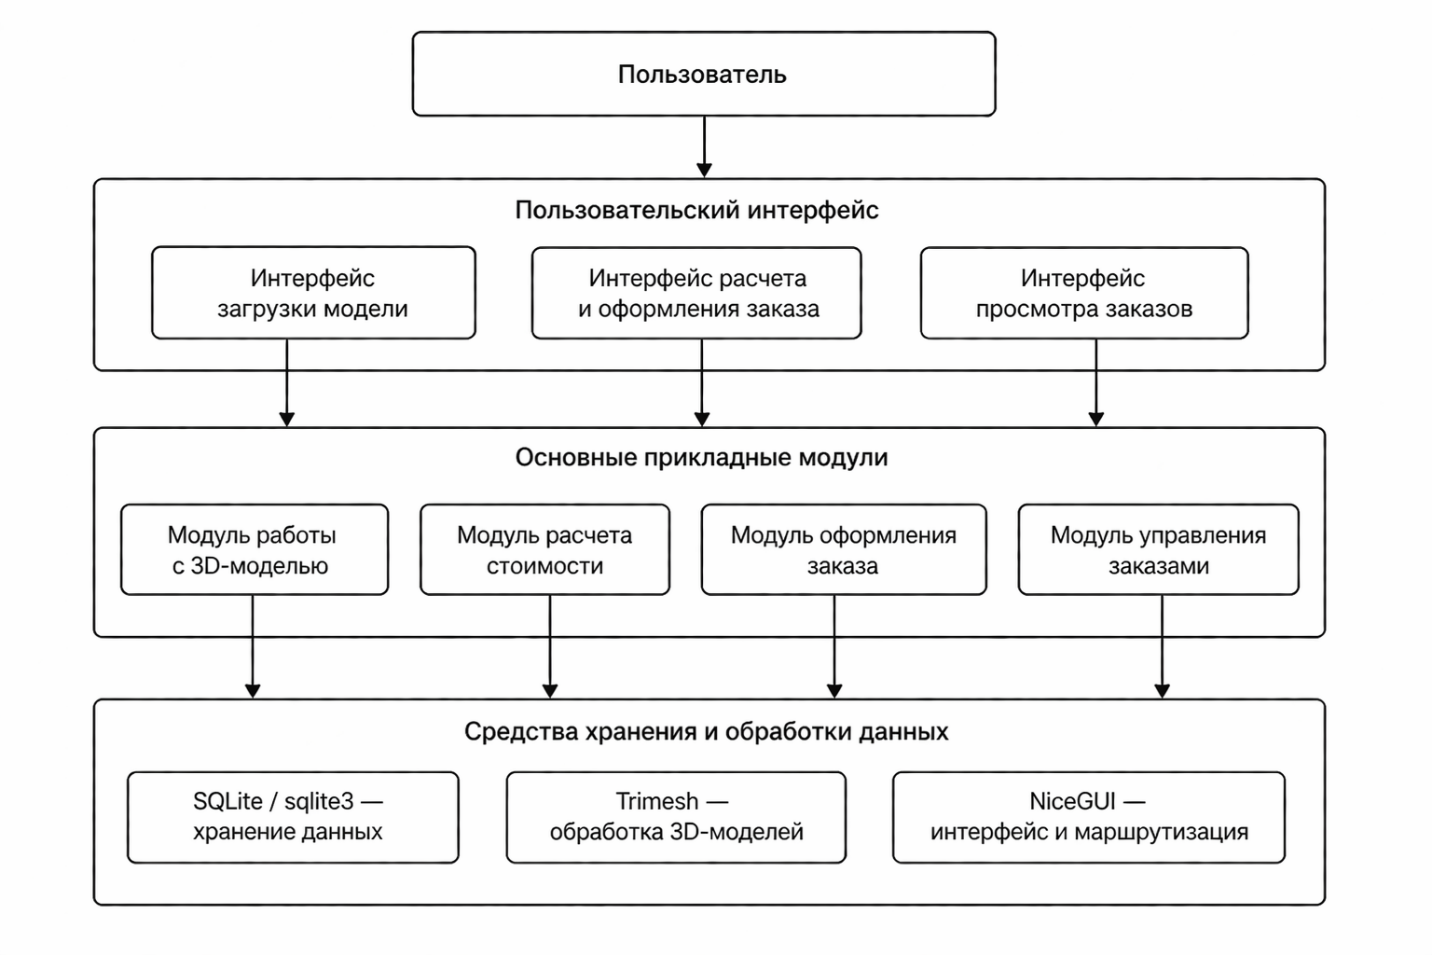 Пользователь
Пользовательский интерфейс
Интерфейс
загрузки модели
Интерфейс расчета
и оформления заказа
Интерфейс
просмотра заказов
Основные прикладные модули
Модуль работы
с 3D-моделью
Модуль расчета
стоимости
Модуль оформления
заказа
Модуль управления
заказами
Средства хранения и обработки данных
SQLite / sqlite3 —
хранение данных
Trimesh —
обработка 3D-моделей
NiceGUI —
интерфейс и маршрутизация